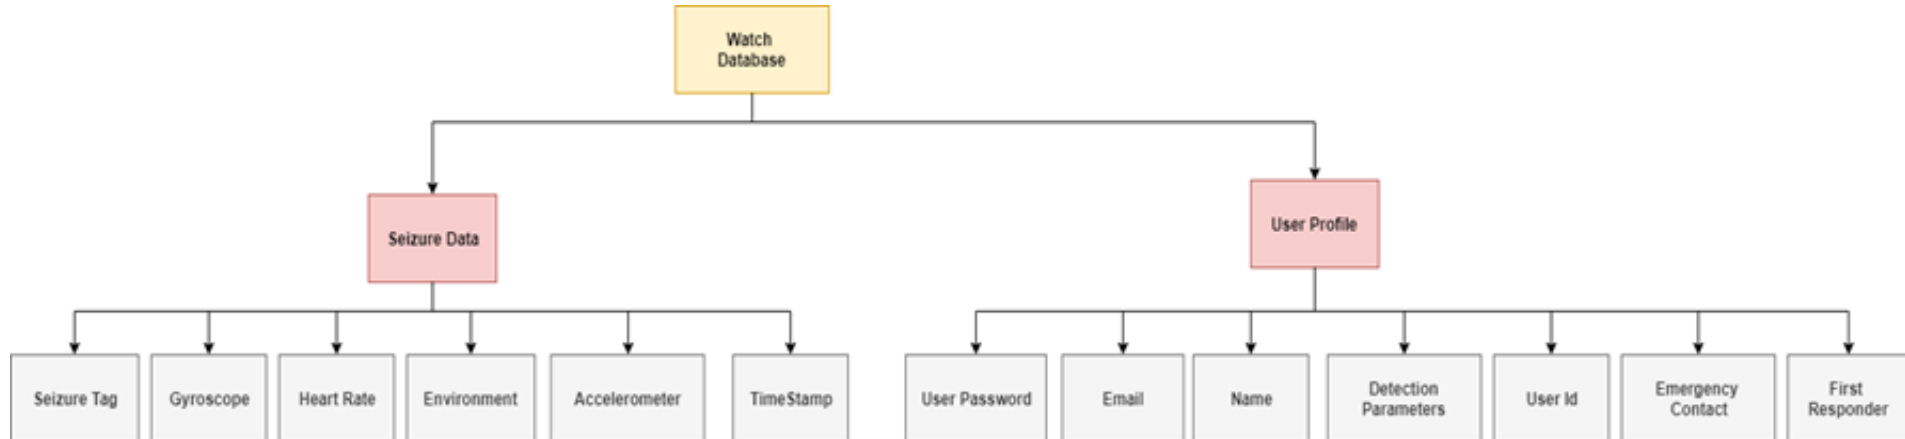 Watch
Database
Seizure Data
User Profile
Seizure Tag
Gyroscope
Heart Rate
Environment
Accelerometer
TimeStamp
User Password
Email
Name
Detection
Parameters
User Id
Emergency
Contact
First
Responder